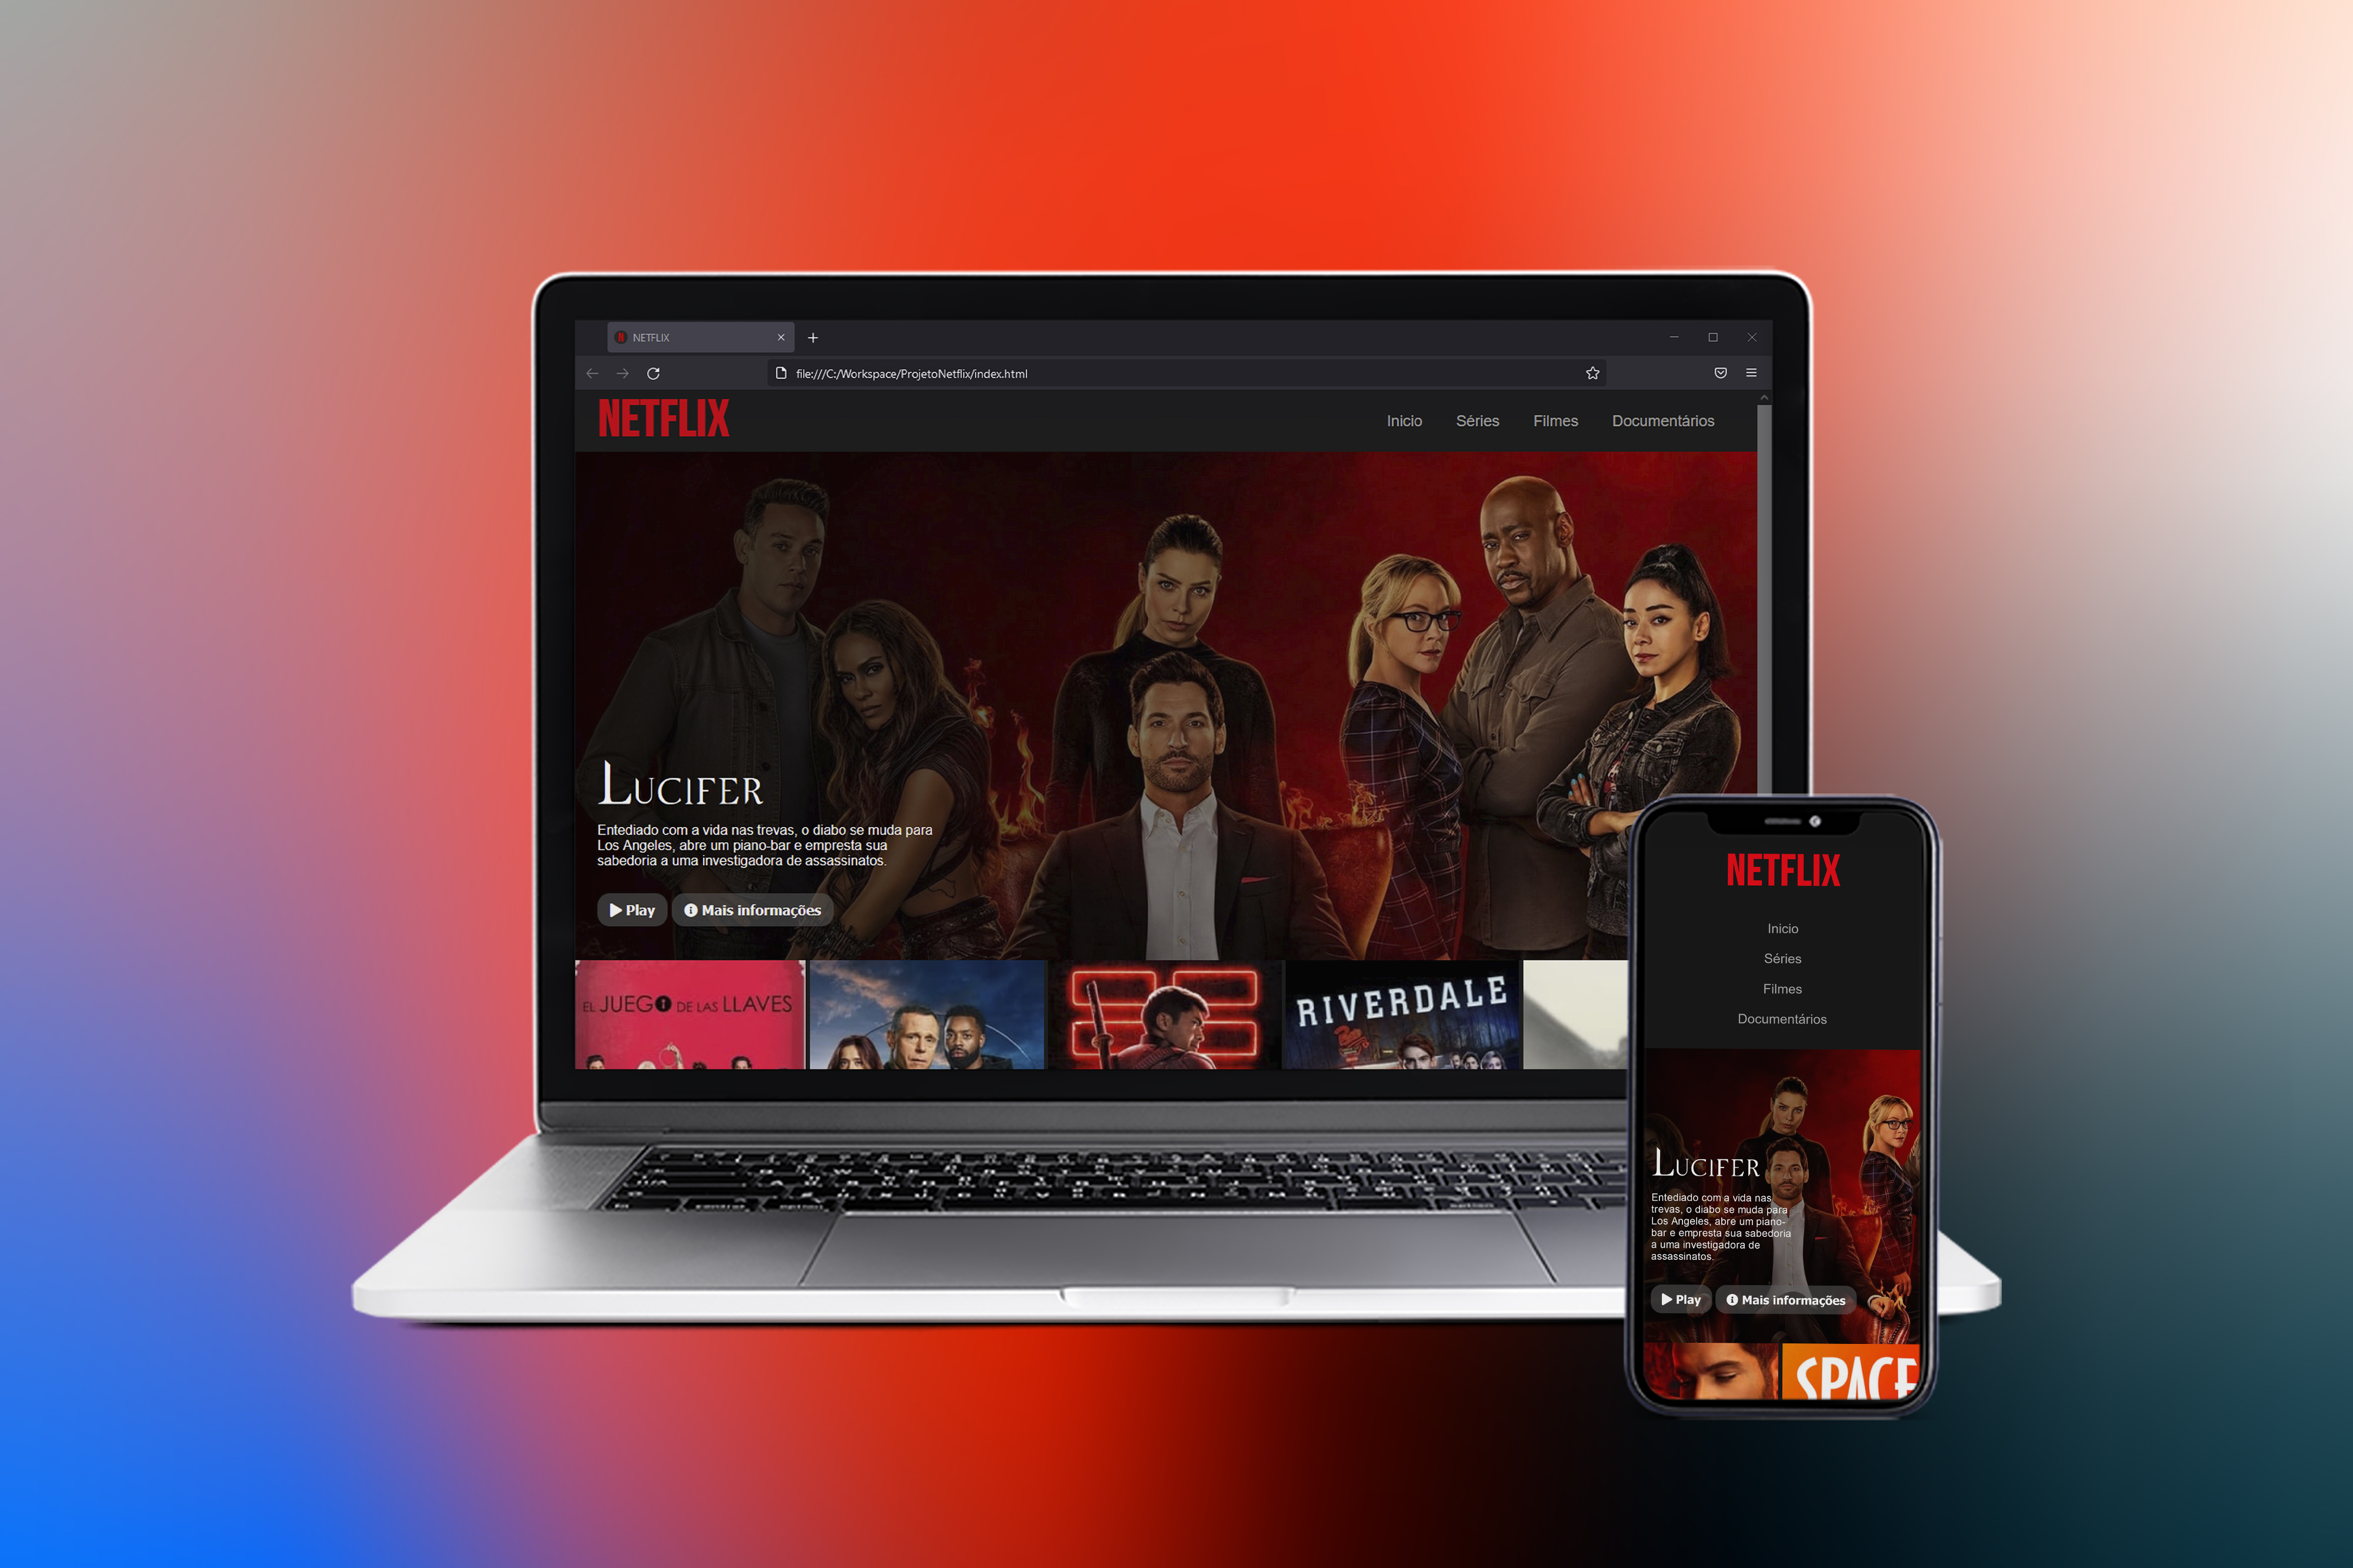 NETFLIX
file:///C:/Workspace/ProjetoNetflix/index.html
NETFLIX
Inicio Séries Filmes Documentários
LUCIFER
Entediado com a vida nas trevas, o diabo se muda para
Los Angeles, abre um piano-bar e empresta sua
sabedoria a uma investigadora de assassinatos.
Play Mais informações
EL JUEGO DE LAS LLAVES
RIVERDALE
NETFLIX
Inicio
Séries
Filmes
Documentários
LUCIFER
Entediado com a vida nas
trevas, o diabo se muda para
Los Angeles, abre um piano-
bar e empresta sua sabedoria
a uma investigadora de
assassinatos.
Play Mais informações
SPACE